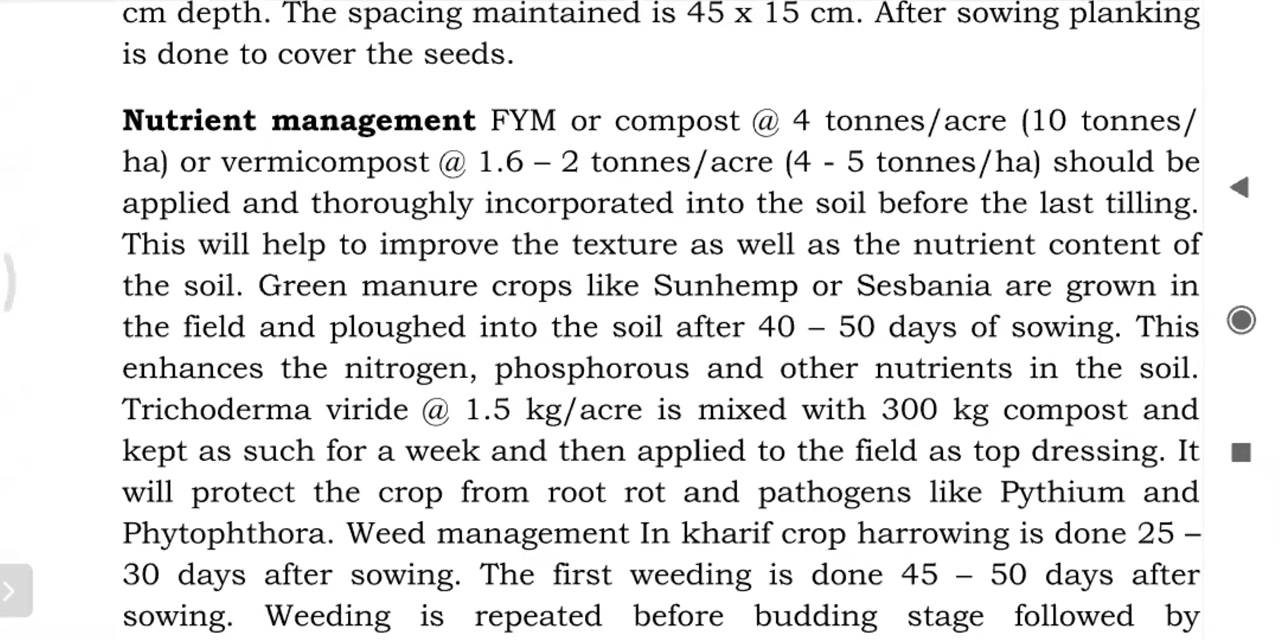 cm depth. The spacing maintained is 45 x 15 cm. After sowing planking
is done to cover the seeds.
Nutrient management FYM or compost @ 4 tonnes/acre (10 tonnes/
ha) or vermicompost @ 1.6 – 2 tonnes/acre (4 - 5 tonnes/ha) should be
applied and thoroughly incorporated into the soil before the last tilling.
This will help to improve the texture as well as the nutrient content of
the soil. Green manure crops like Sunhemp or Sesbania are grown in
the field and ploughed into the soil after 40 – 50 days of sowing. This
enhances the nitrogen, phosphorous and other nutrients in the soil.
Trichoderma viride @ 1.5 kg/acre is mixed with 300 kg compost and
kept as such for a week and then applied to the field as top dressing. It
will protect the crop from root rot and pathogens like Pythium and
Phytophthora. Weed management In kharif crop harrowing is done 25 –
30 days after sowing. The first weeding is done 45 – 50 days after
sowing. Weeding is repeated before budding stage followed by